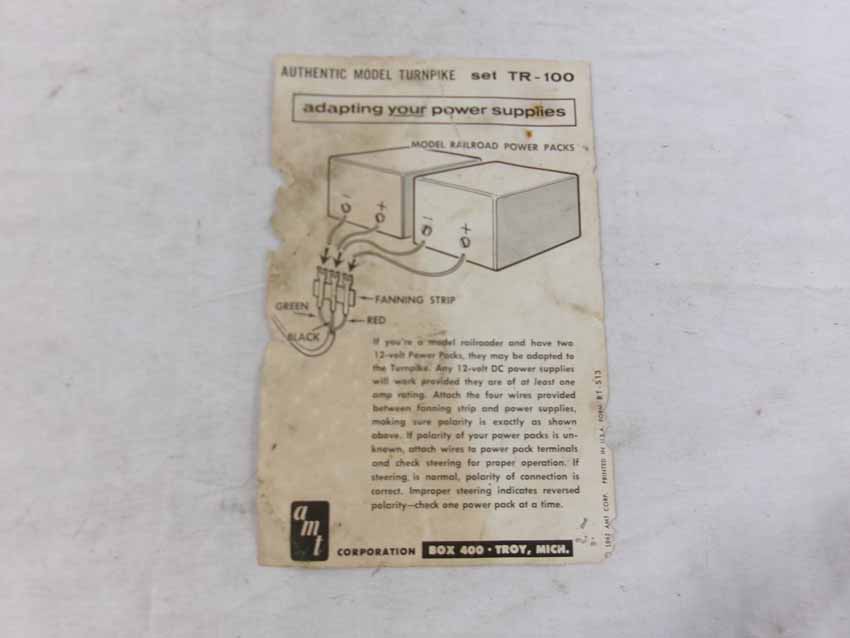 AUTHENTIC MODEL TURNPIKE set TR-100
adapting your power supplies
MODEL RAILROAD POWER PACKS
- +
- +
FANNING STRIP
GREEN
RED
BLACK
If you're a model railroader and have two
12-volt Power Packs, they may be adapted to
the Turnpike. Any 12-volt DC power supplies
will work provided they are of at least one
amp rating. Attach the four wires provided
between fanning strip and power supplies,
making sure polarity is exactly as shown
above. If polarity of your power packs is un-
known, attach wires to power pack terminals
and check steering for proper operation. If
steering is normal, polarity of connection is
correct. Improper steering indicates reversed
polarity—check one power pack at a time.
amt
CORPORATION BOX 400 • TROY, MICH.
AMT CORP. PRINTED IN U.S.A. FORM RT-513